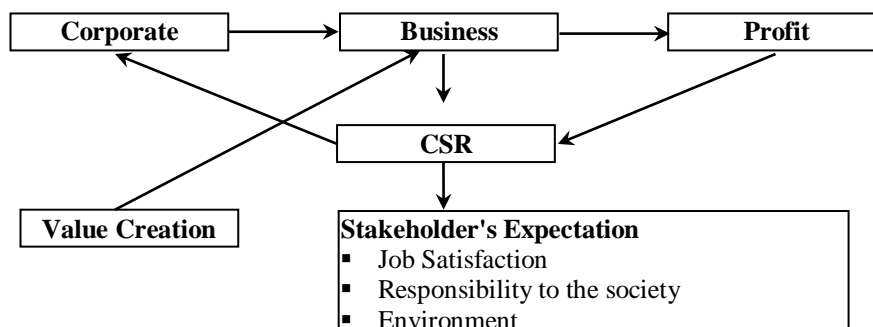 Corporate Business Profit
CSR
Value Creation
Stakeholder's Expectation
▪ Job Satisfaction
▪ Responsibility to the society
▪ Environment